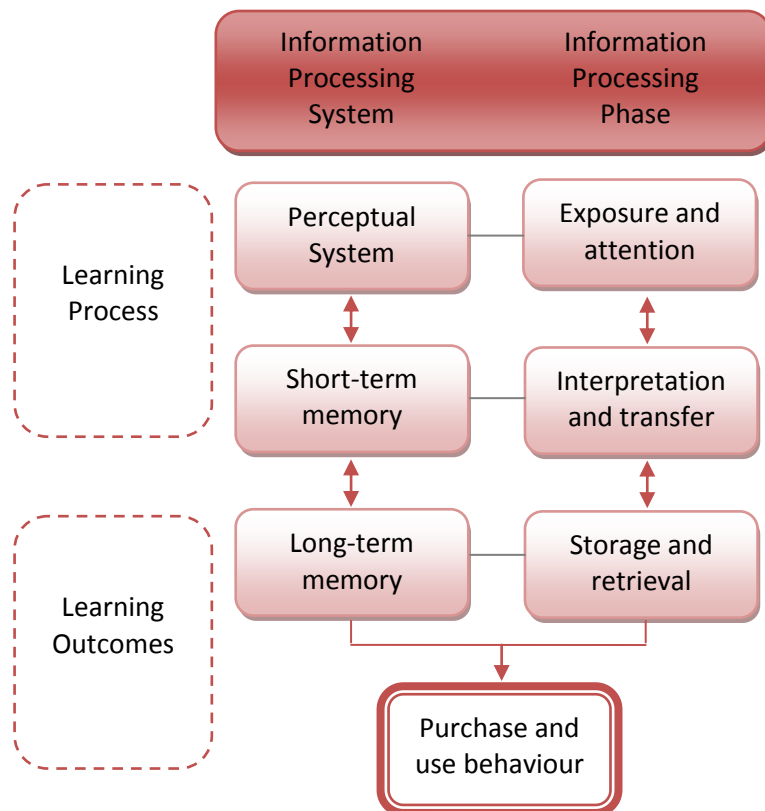 Information
Processing
System
Information
Processing
Phase
Learning
Process
Perceptual
System
Exposure and
attention
Short-term
memory
Interpretation
and transfer
Learning
Outcomes
Long-term
memory
Storage and
retrieval
Purchase and
use behaviour